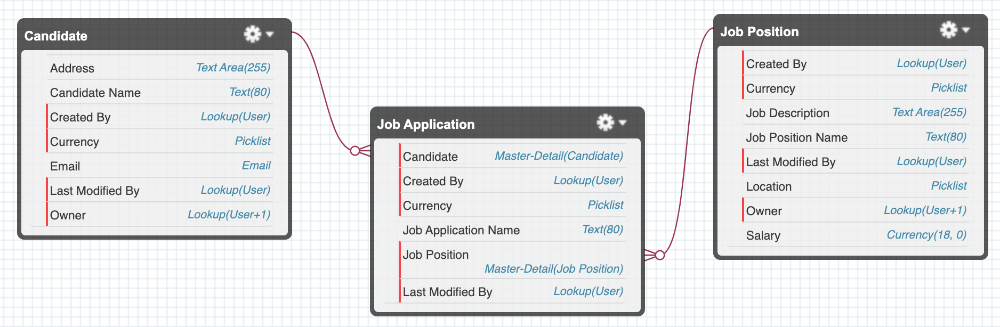 Candidate
Address Text Area(255)
Candidate Name Text(80)
Created By Lookup(User)
Currency Picklist
Email Email
Last Modified By Lookup(User)
Owner Lookup(User+1)
Job Application
Candidate Master-Detail(Candidate)
Created By Lookup(User)
Currency Picklist
Job Application Name Text(80)
Job Position
Master-Detail(Job Position)
Last Modified By Lookup(User)
Job Position
Created By Lookup(User)
Currency Picklist
Job Description Text Area(255)
Job Position Name Text(80)
Last Modified By Lookup(User)
Location Picklist
Owner Lookup(User+1)
Salary Currency(18, 0)